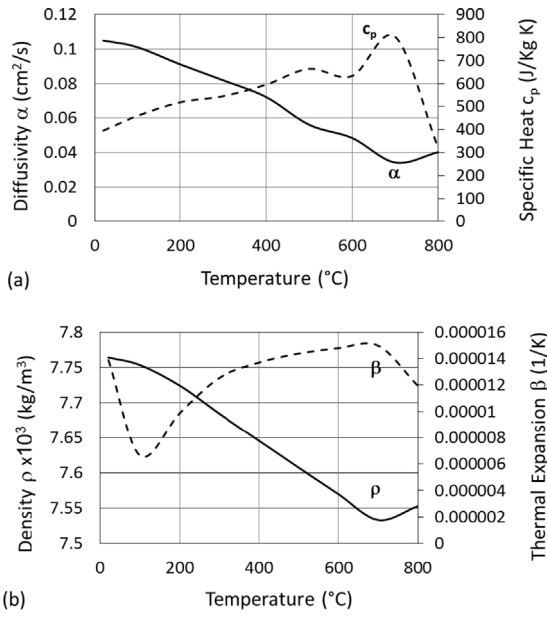 0.12
0.1
0.08
0.06
0.04
0.02
0
Diffusivity α (cm²/s)
900
800
700
600
500
400
300
200
100
0
Specific Heat cₚ (J/Kg K)
cₚ
α
0 200 400 600 800
Temperature (°C)
(a)
7.8
7.75
7.7
7.65
7.6
7.55
7.5
Density ρ x10³ (kg/m³)
0.000016
0.000014
0.000012
0.00001
0.000008
0.000006
0.000004
0.000002
0
Thermal Expansion β (1/K)
β
ρ
0 200 400 600 800
Temperature (°C)
(b)